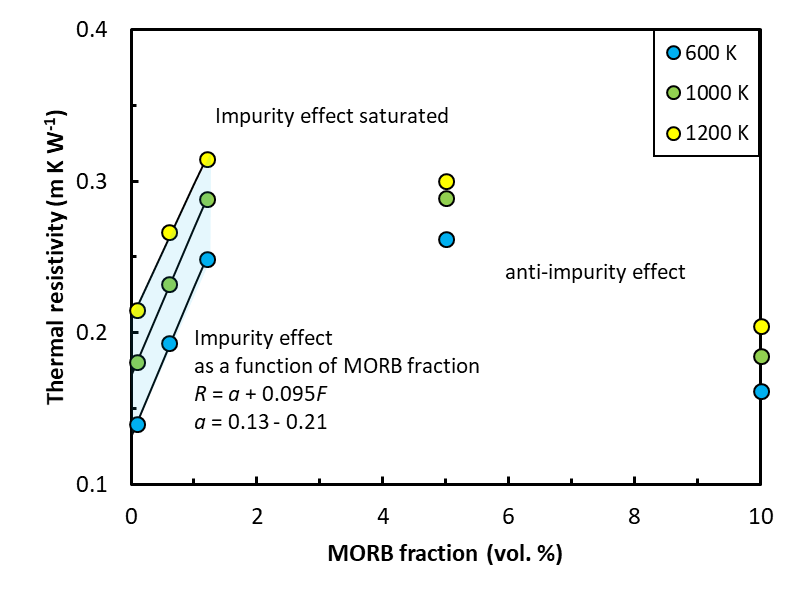 0.4
600 K
1000 K
1200 K
Impurity effect saturated
0.3
Thermal resistivity (m K W⁻¹)
anti-impurity effect
0.2
Impurity effect
as a function of MORB fraction
R = a + 0.095F
a = 0.13 - 0.21
0.1
0 2 4 6 8 10
MORB fraction (vol. %)